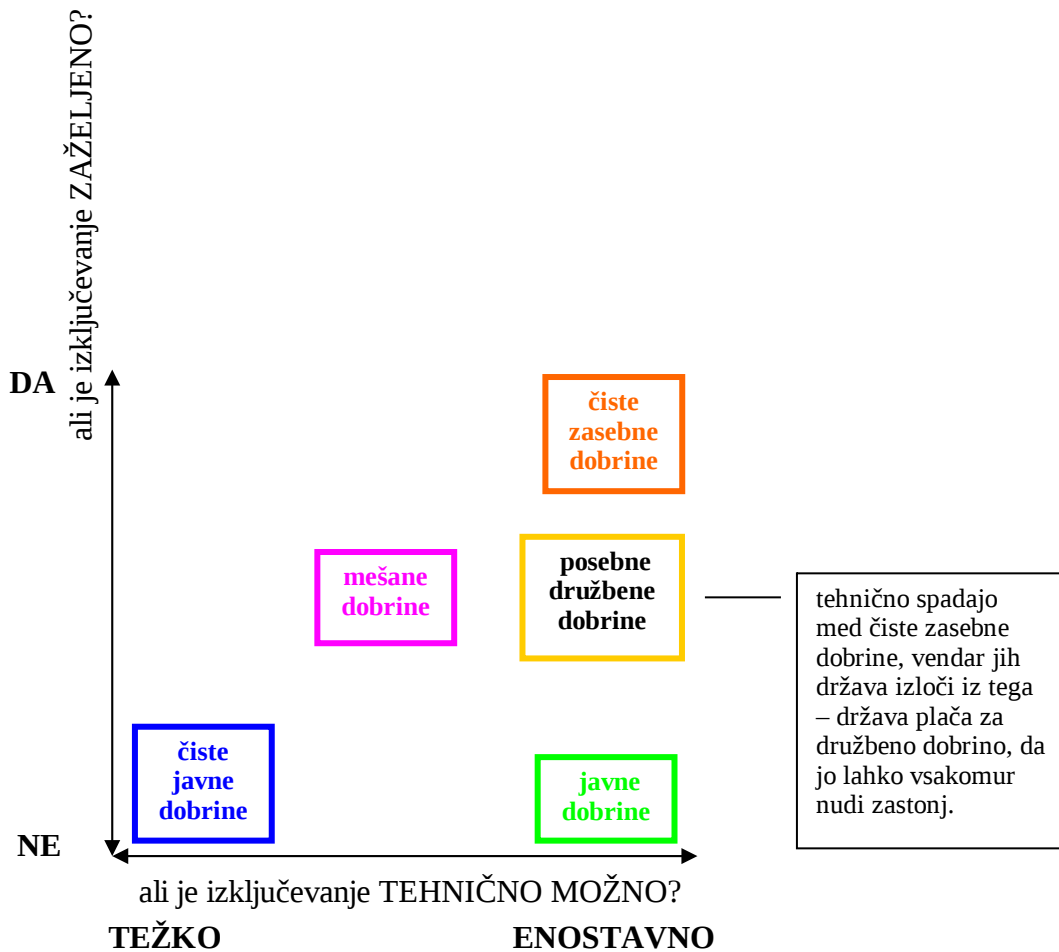 ali je izključevanje ZAŽELJENO?
DA
čiste
zasebne
dobrine
mešane
dobrine
posebne
družbene
dobrine
tehnično spadajo
med čiste zasebne
dobrine, vendar jih
država izloči iz tega
– država plača za
družbeno dobrino, da
jo lahko vsakomur
nudi zastonj.
čiste
javne
dobrine
javne
dobrine
NE
ali je izključevanje TEHNIČNO MOŽNO?
TEŽKO
ENOSTAVNO